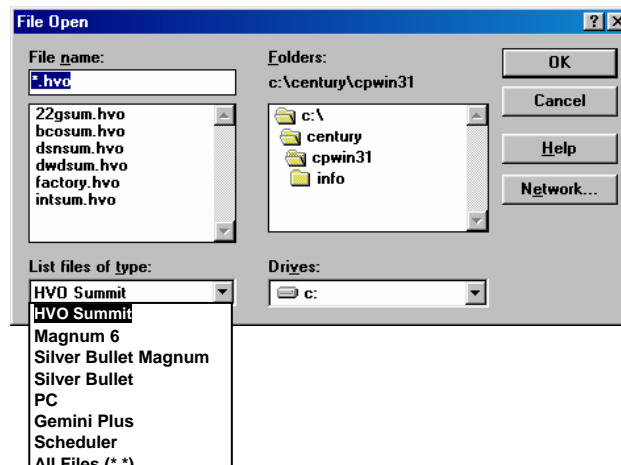 File Open
File name:
*.hvo
22gsum.hvo
bcosum.hvo
dsnsum.hvo
dwdsum.hvo
factory.hvo
intsum.hvo
List files of type:
HVO Summit
HVO Summit
Magnum 6
Silver Bullet Magnum
Silver Bullet
PC
Gemini Plus
Scheduler
All Files (*.*)
Folders:
c:\century\cpwin31
c:\
century
cpwin31
info
Drives:
c:
OK
Cancel
Help
Network...